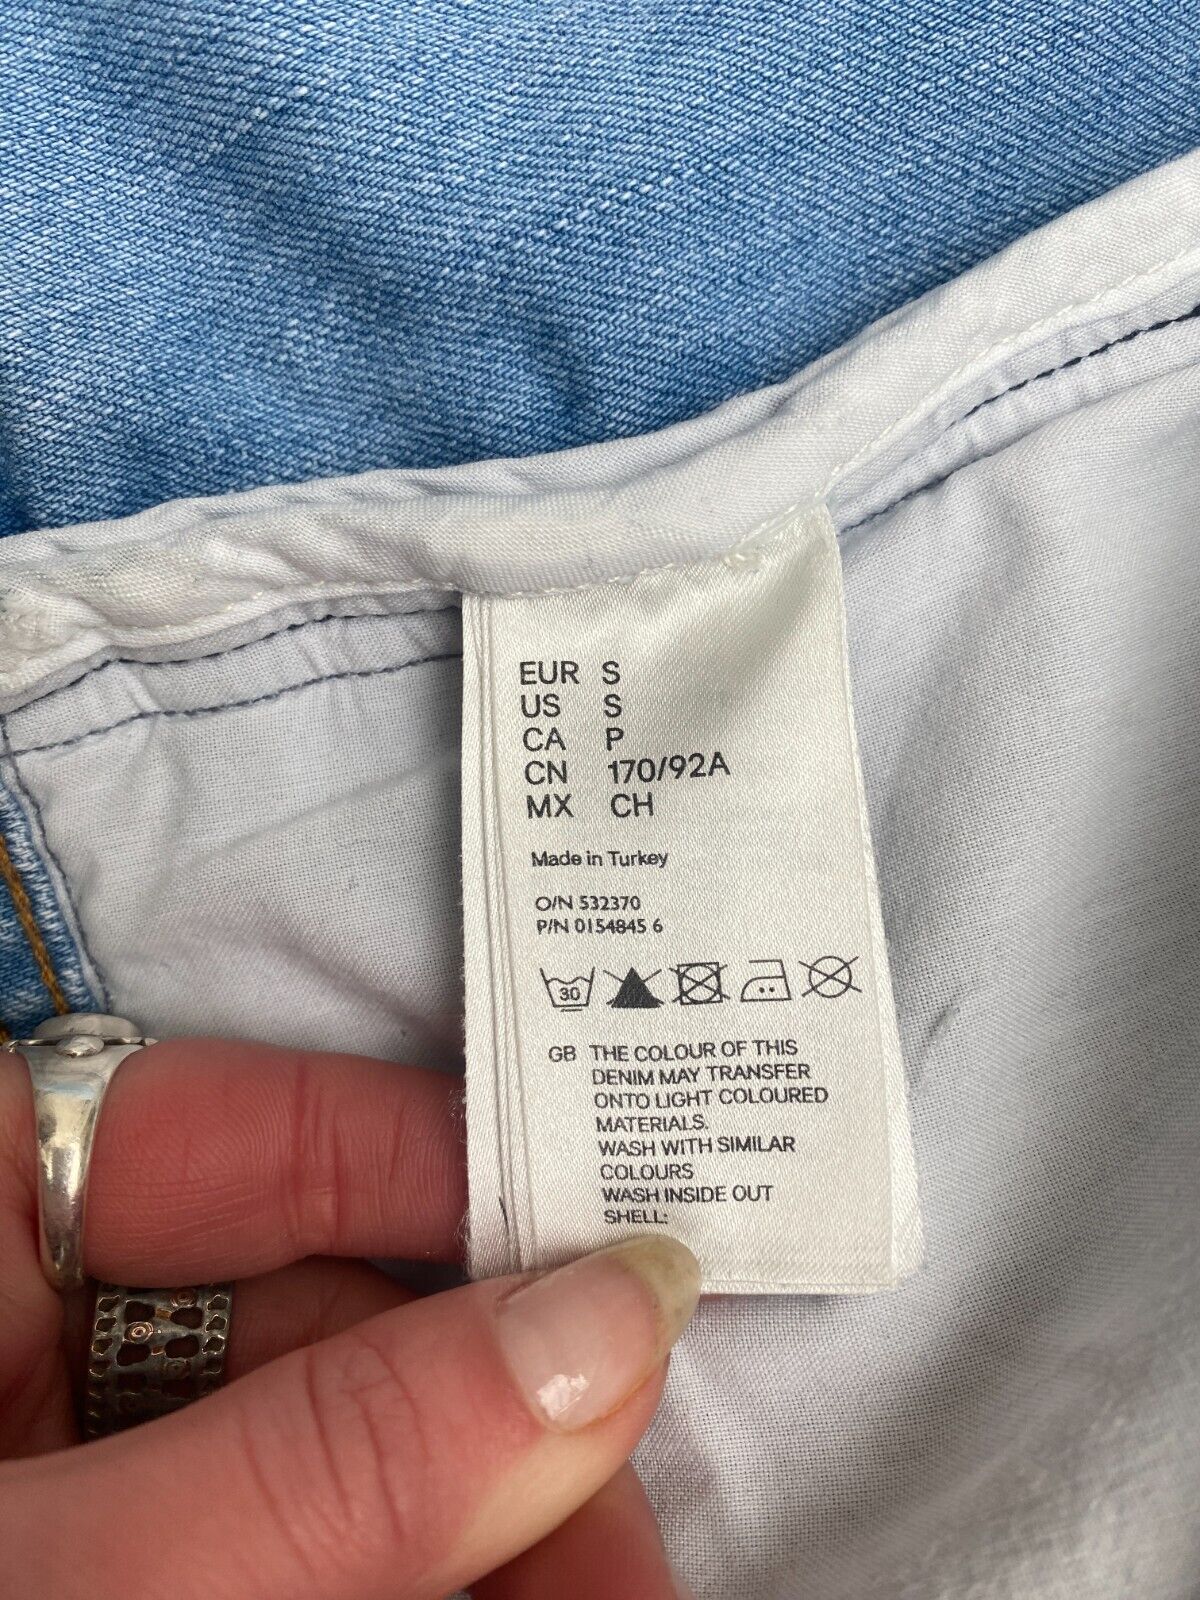 EUR S
US S
CA P
CN 170/92A
MX CH
Made in Turkey
O/N 532370
P/N 0154845 6
30
GB THE COLOUR OF THIS
DENIM MAY TRANSFER
ONTO LIGHT COLOURED
MATERIALS.
WASH WITH SIMILAR
COLOURS
WASH INSIDE OUT
SHELL: